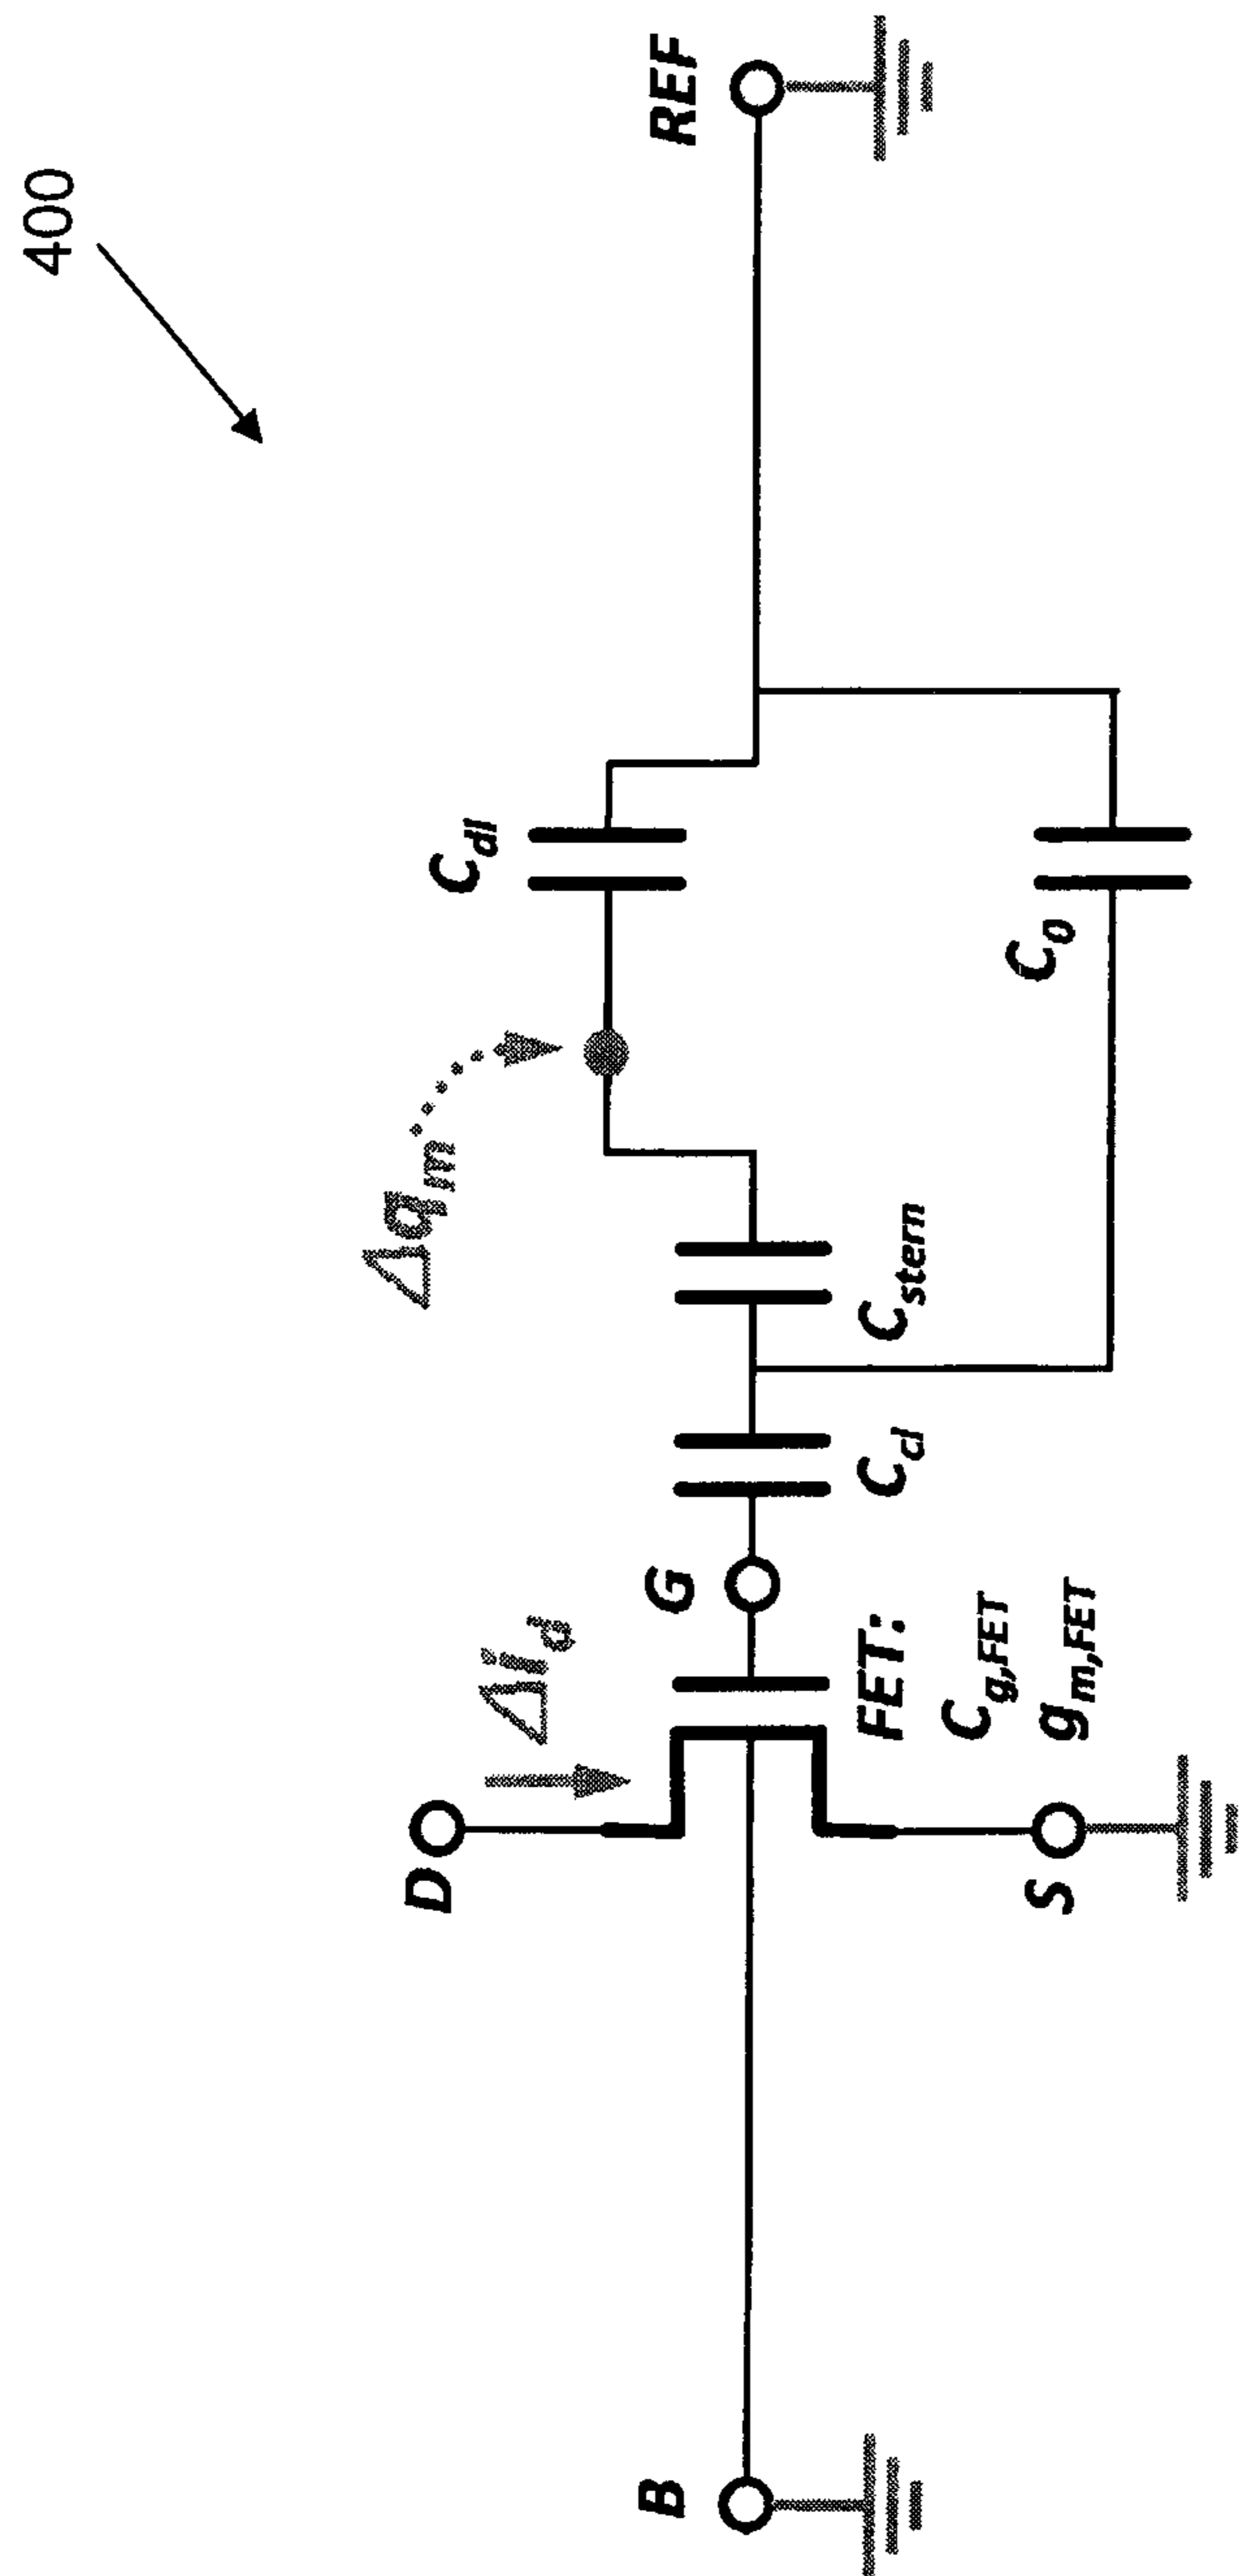 400
REF
C_dl
C_0
Δq_m
C_stern
C_cl
G
Δi_d
FET:
C_g,FET
g_m,FET
D
S
B